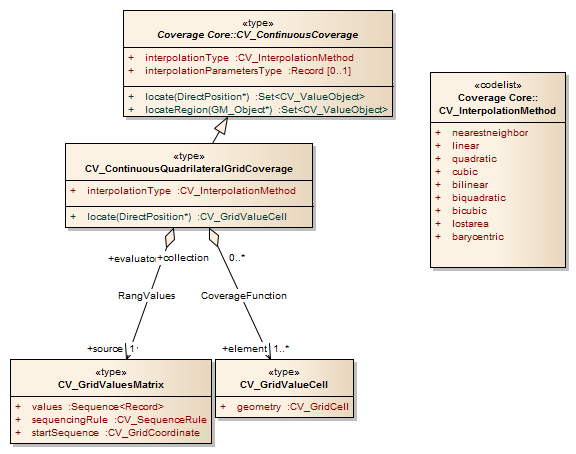 «type»
Coverage Core::CV_ContinuousCoverage
+ interpolationType :CV_InterpolationMethod
+ interpolationParametersType :Record [0..1]
+ locate(DirectPosition*) :Set<CV_ValueObject>
+ locateRegion(GM_Object*) :Set<CV_ValueObject>
«codelist»
Coverage Core::
CV_InterpolationMethod
+ nearestneighbor
+ linear
+ quadratic
+ cubic
+ bilinear
+ biquadratic
+ bicubic
+ lostarea
+ barycentric
«type»
CV_ContinuousQuadrilateralGridCoverage
+ interpolationType :CV_InterpolationMethod
+ locate(DirectPosition*) :CV_GridValueCell
+evaluator +collection 0..*
RangValues CoverageFunction
+source 1 +element 1..*
«type»
CV_GridValuesMatrix
+ values :Sequence<Record>
+ sequencingRule :CV_SequenceRule
+ startSequence :CV_GridCoordinate
«type»
CV_GridValueCell
+ geometry :CV_GridCell